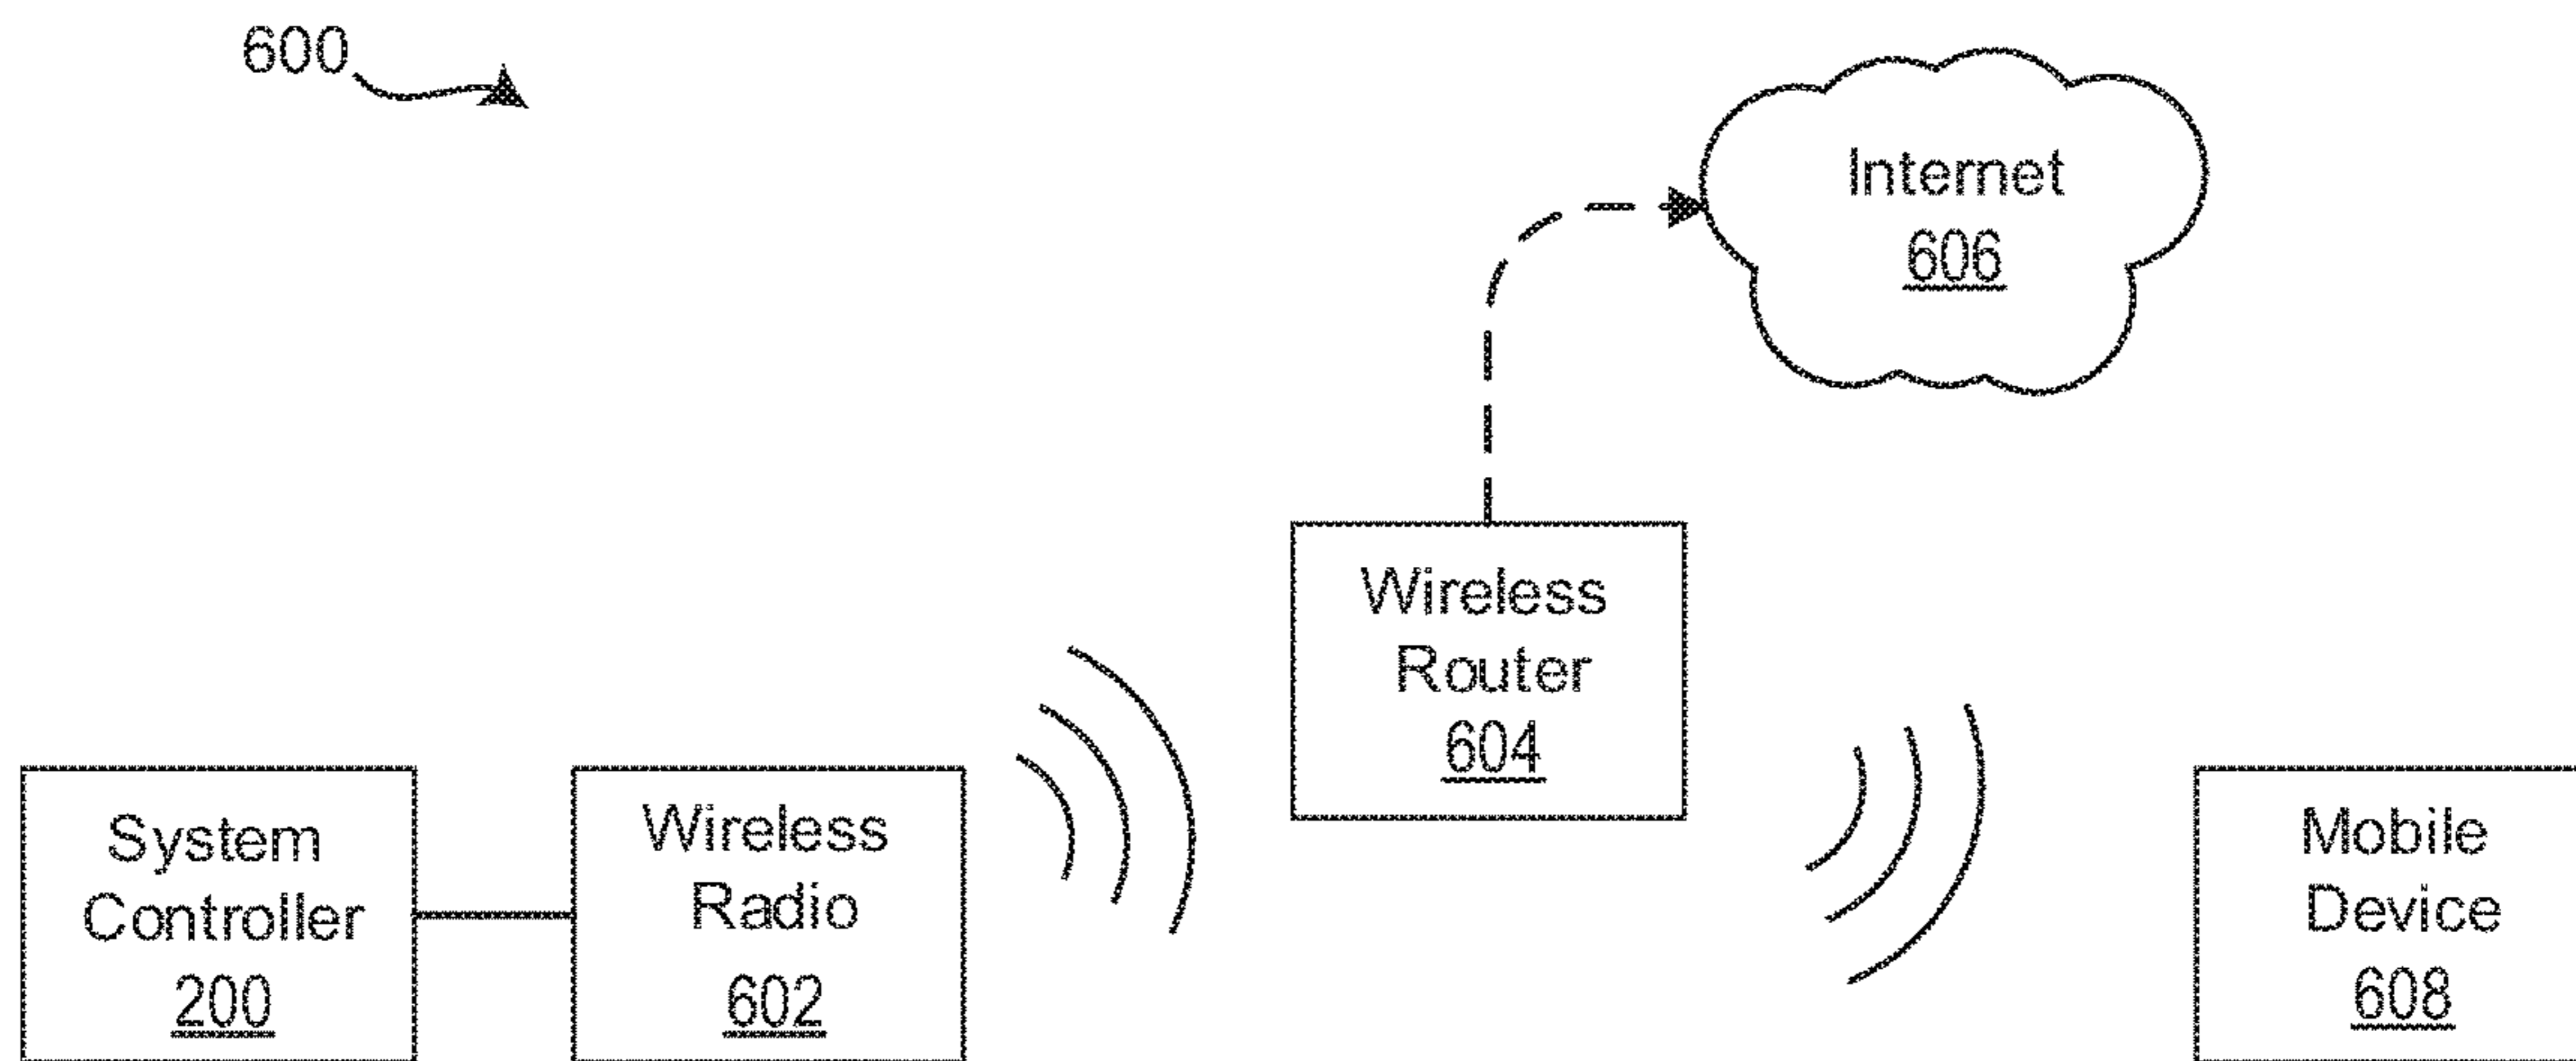 600
Internet
606
Wireless
Router
604
System
Controller
200
Wireless
Radio
602
Mobile
Device
608